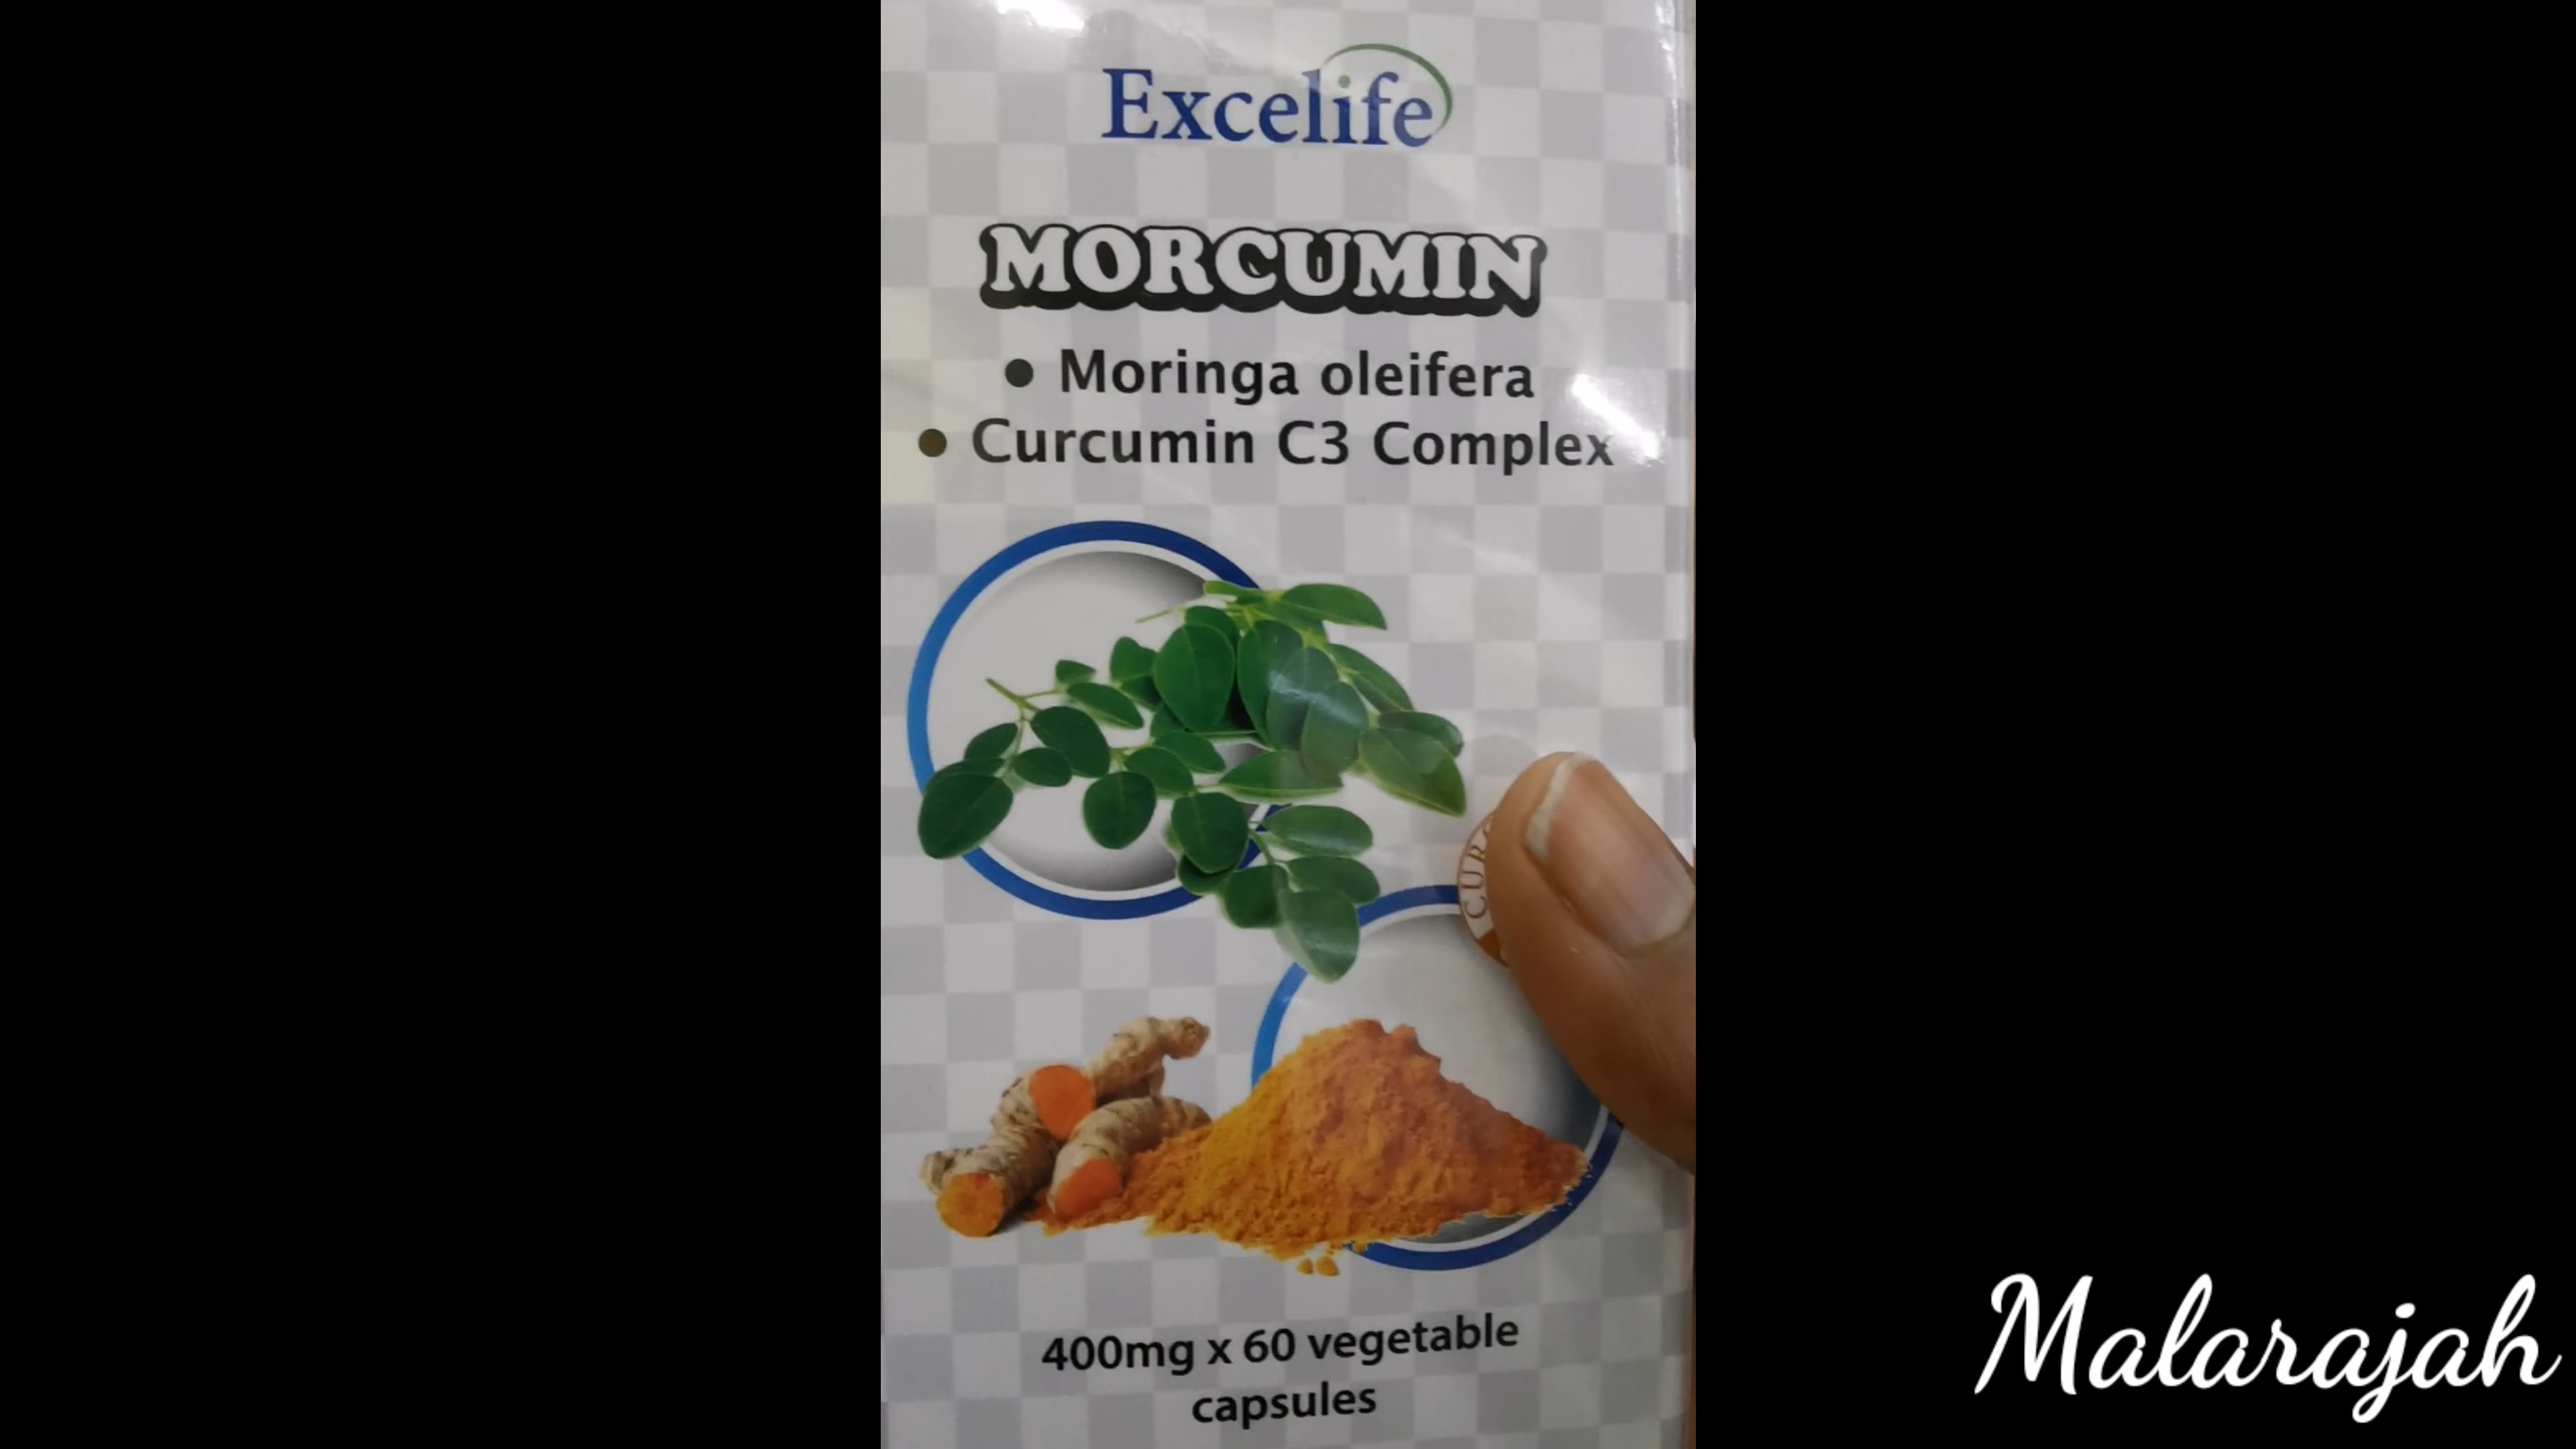 Excelife
MORCUMIN
• Moringa oleifera
• Curcumin C3 Complex
400mg x 60 vegetable
capsules
Malarajah